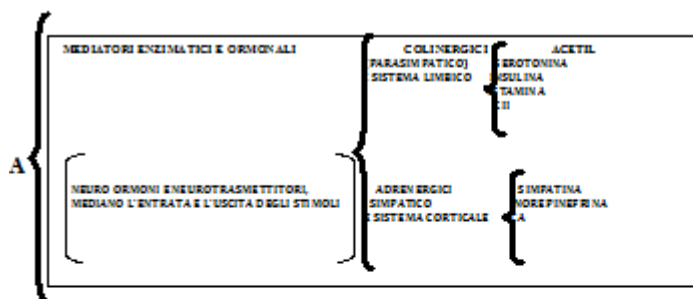 MEDIATORI ENZIMATICI E ORMONALI
COLINERGICI
PARASIMPATICO)
SISTEMA LIMBICO
ACETIL
SEROTONINA
INSULINA
TAMINA
A
NEURO ORMONI E NEUROTRASMETTITORI,
MEDIANO L'ENTRATA E L'USCITA DEGLI STIMOLI
ADRENERGICI
SIMPATICO
SISTEMA CORTICALE
SIMPATINA
NOREPINEFRINA
A